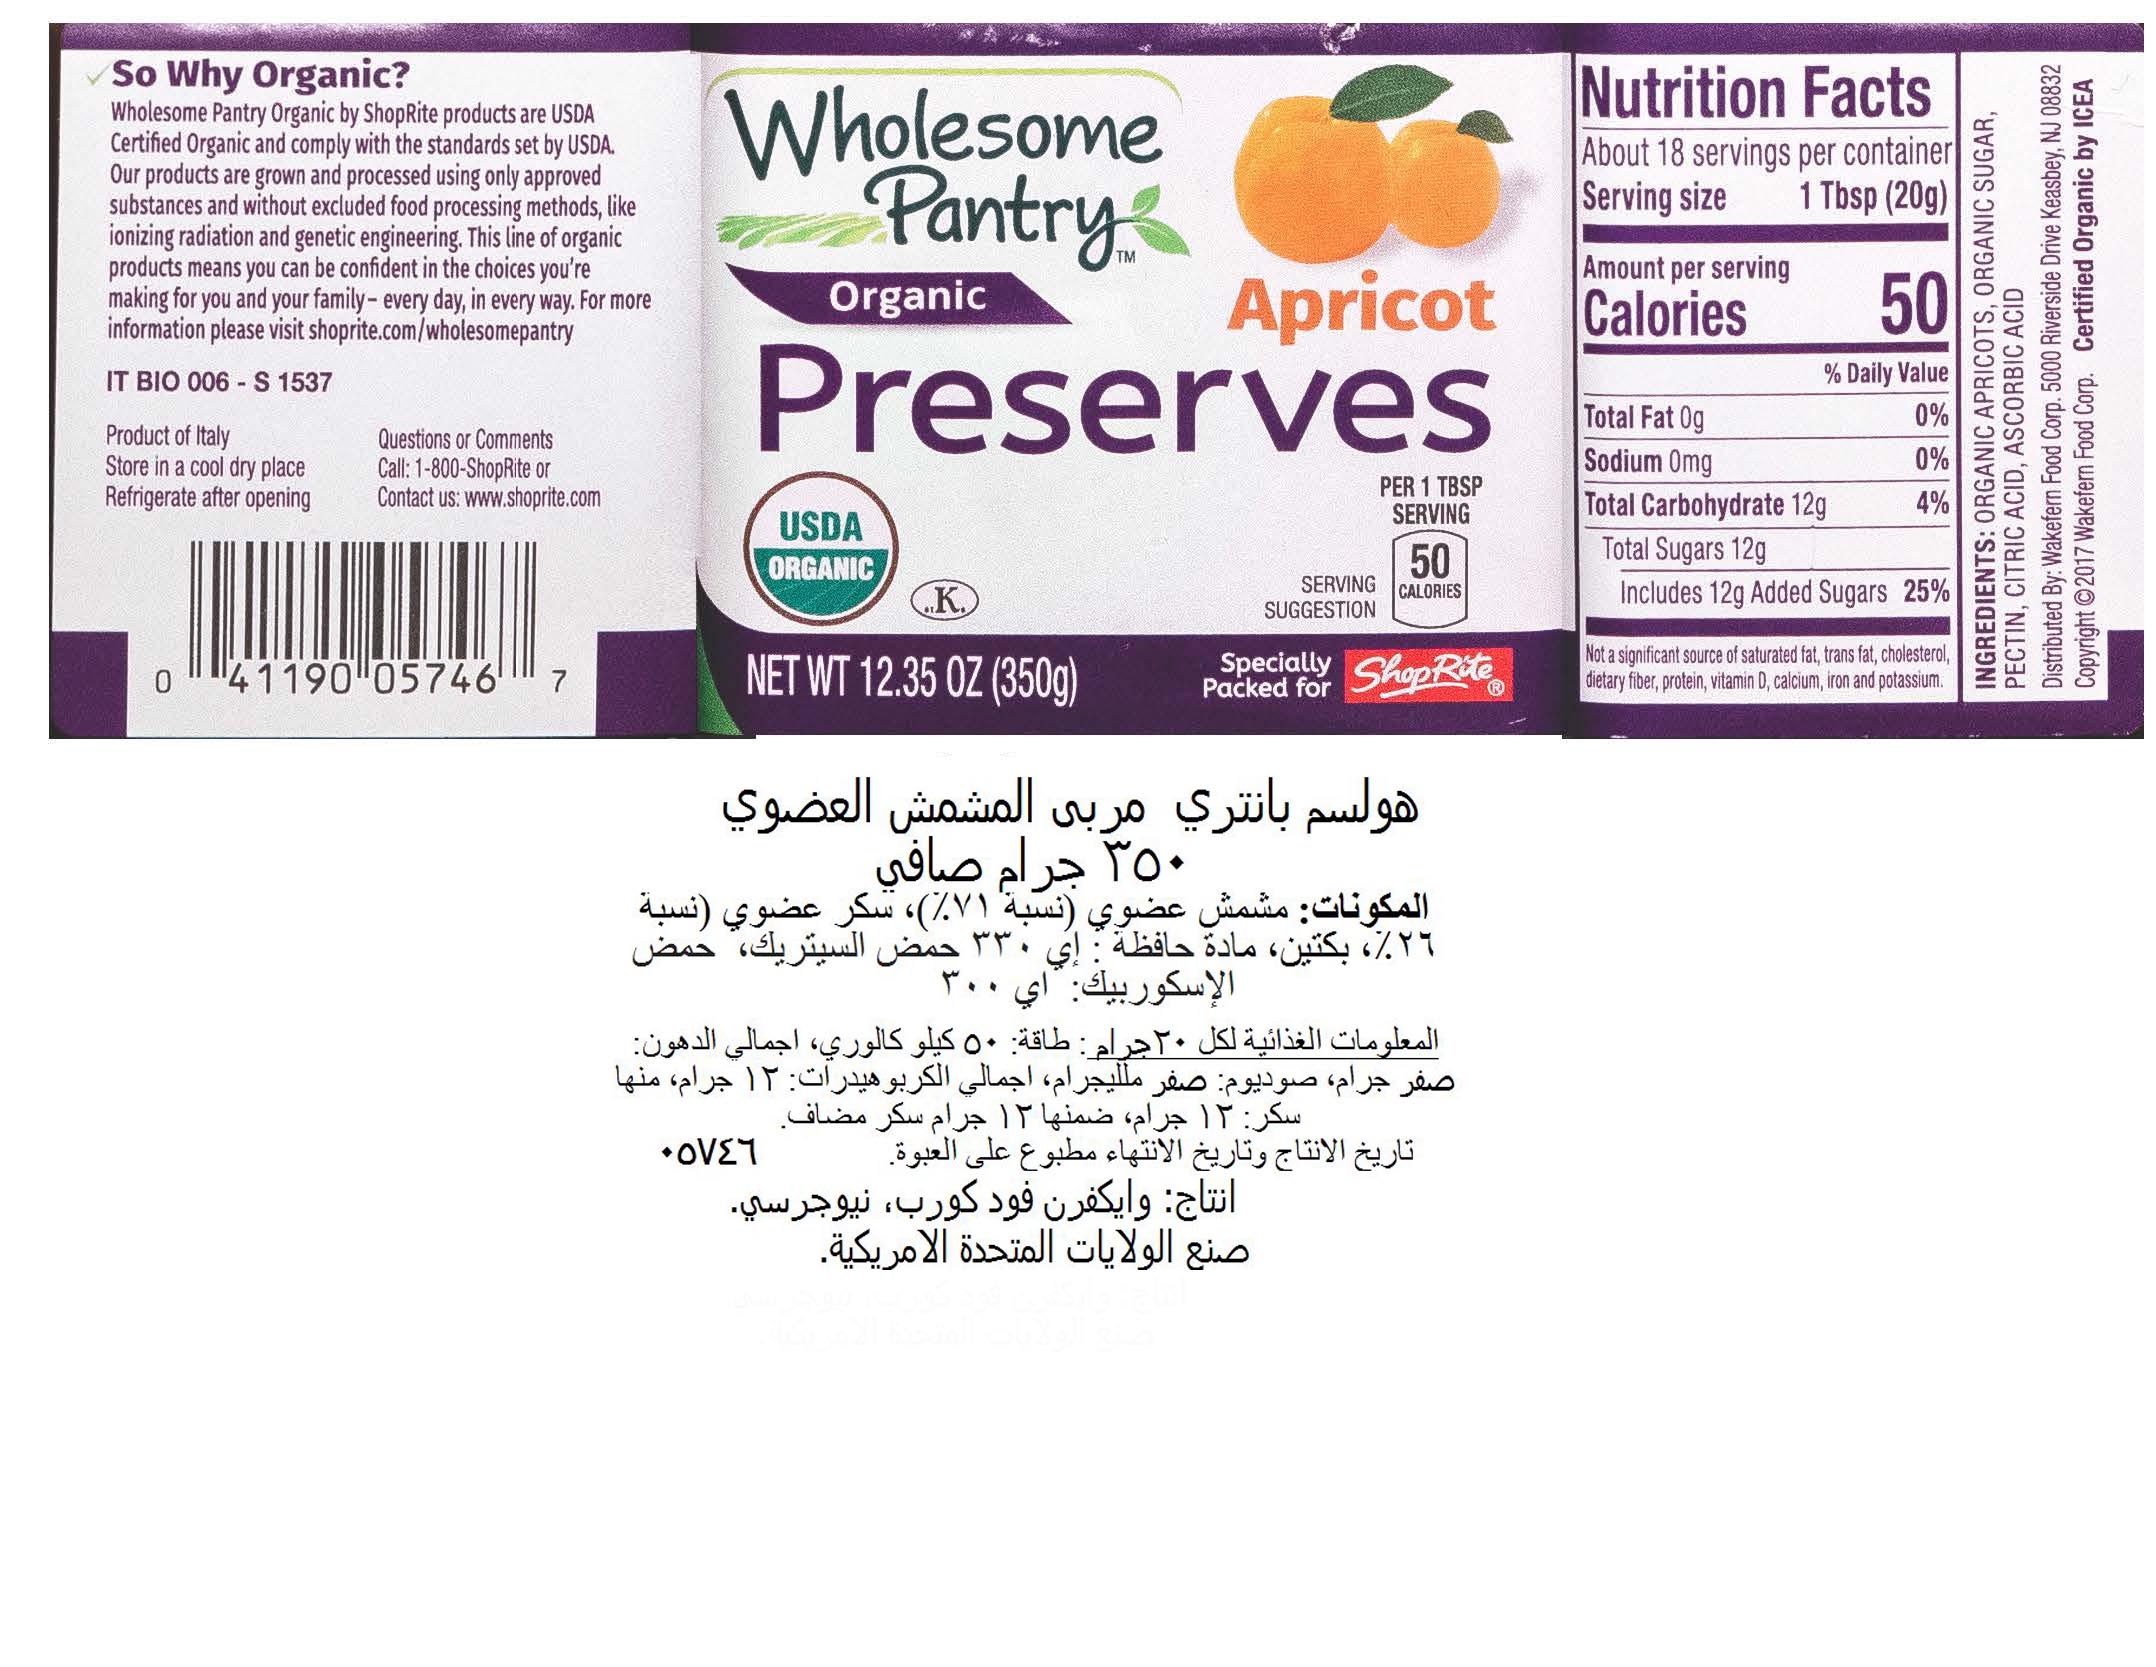 So Why Organic?
Wholesome Pantry Organic by ShopRite products are USDA
Certified Organic and comply with the standards set by USDA.
Our products are grown and processed using only approved
substances and without excluded food processing methods, like
ionizing radiation and genetic engineering. This line of organic
products means you can be confident in the choices you're
making for you and your family – every day, in every way. For more
information please visit shoprite.com/wholesomepantry
IT BIO 006 - S 1537
Product of Italy
Store in a cool dry place
Refrigerate after opening
Questions or Comments
Call: 1-800-ShopRite or
Contact us: www.shoprite.com
0 41190 05746 7
Wholesome
Pantry™
Organic
Apricot
Preserves
USDA
ORGANIC
K
PER 1 TBSP
SERVING
50
CALORIES
SERVING
SUGGESTION
NET WT 12.35 OZ (350g)
Specially
Packed for
ShopRite®
Nutrition Facts
About 18 servings per container
Serving size 1 Tbsp (20g)
Amount per serving
Calories 50
% Daily Value
Total Fat 0g 0%
Sodium 0mg 0%
Total Carbohydrate 12g 4%
Total Sugars 12g
Includes 12g Added Sugars 25%
Not a significant source of saturated fat, trans fat, cholesterol,
dietary fiber, protein, vitamin D, calcium, iron and potassium.
INGREDIENTS: ORGANIC APRICOTS, ORGANIC SUGAR,
PECTIN, CITRIC ACID, ASCORBIC ACID
Distributed By: Wakefern Food Corp. 5000 Riverside Drive Keasbey, NJ 08832
Copyright ©2017 Wakefern Food Corp. Certified Organic by ICEA
هولسم بانتري مربى المشمش العضوي
٣٥٠ جرام صافي
المكونات: مشمش عضوي (نسبة ٧١٪)، سكر عضوي (نسبة
٢٦٪، بكتين، مادة حافظة : إي ٣٣٠ حمض السيتريك، حمض
الإسكوربيك: اي ٣٠٠
المعلومات الغذائية لكل ٢٠جرام : طاقة: ٥٠ كيلو كالوري، اجمالي الدهون:
صفر جرام، صوديوم: صفر ملليجرام، اجمالي الكربوهيدرات: ١٢ جرام، منها
سكر: ١٢ جرام، ضمنها ١٢ جرام سكر مضاف.
تاريخ الانتاج وتاريخ الانتهاء مطبوع على العبوة. ٠٥٧٤٦
انتاج: وايكفرن فود كورب، نيوجرسي.
صنع الولايات المتحدة الامريكية.